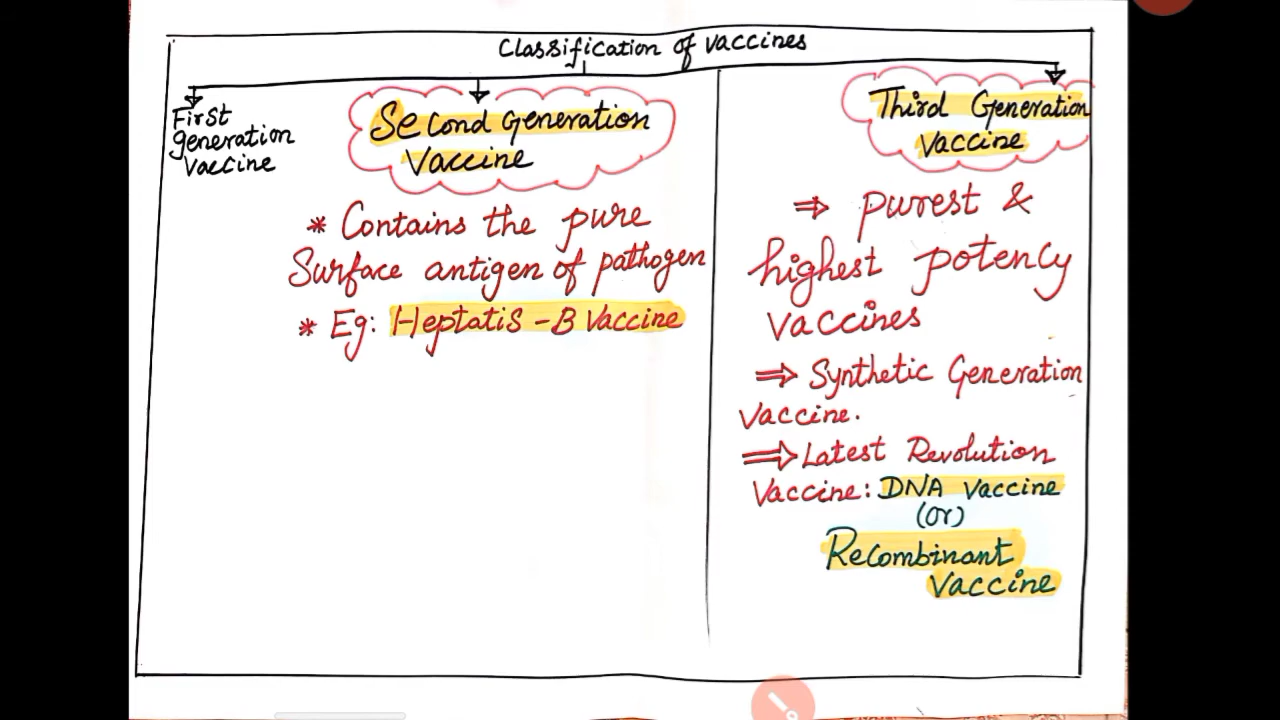 Classification of vaccines
First
generation
vaccine
Second Generation
Vaccine
* Contains the pure
Surface antigen of pathogen
* Eg: Heptatis - B Vaccine
Third Generation
vaccine
⇒ purest &
highest potency
vaccines
⇒ Synthetic Generation
Vaccine.
⇒ Latest Revolution
Vaccine: DNA Vaccine
(or)
Recombinant
Vaccine